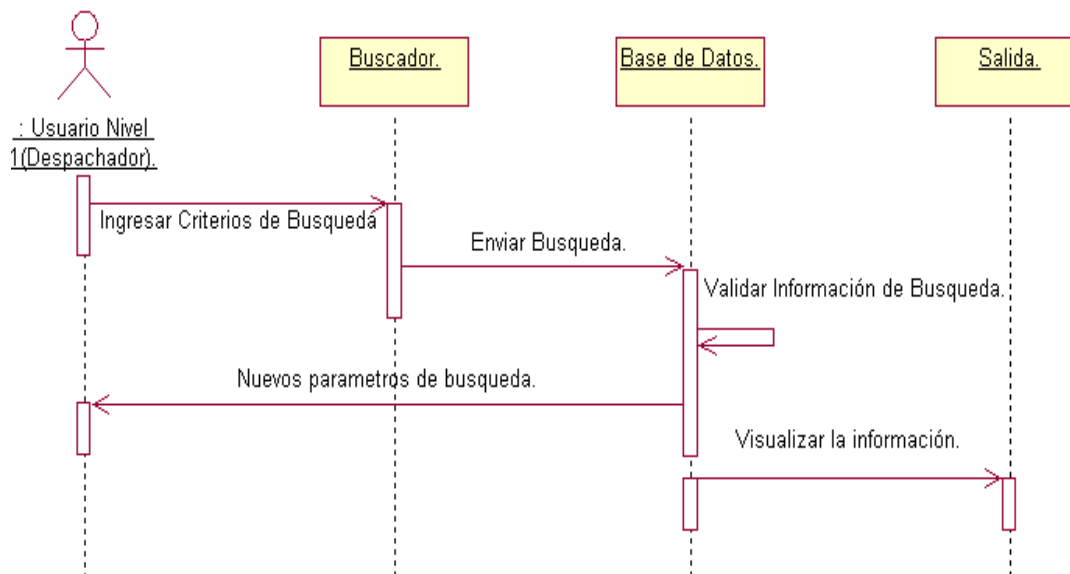 Buscador.
Base de Datos.
Salida.
: Usuario Nivel
1(Despachador).
Ingresar Criterios de Busqueda
Enviar Busqueda.
Validar Información de Busqueda.
Nuevos parametros de busqueda.
Visualizar la información.